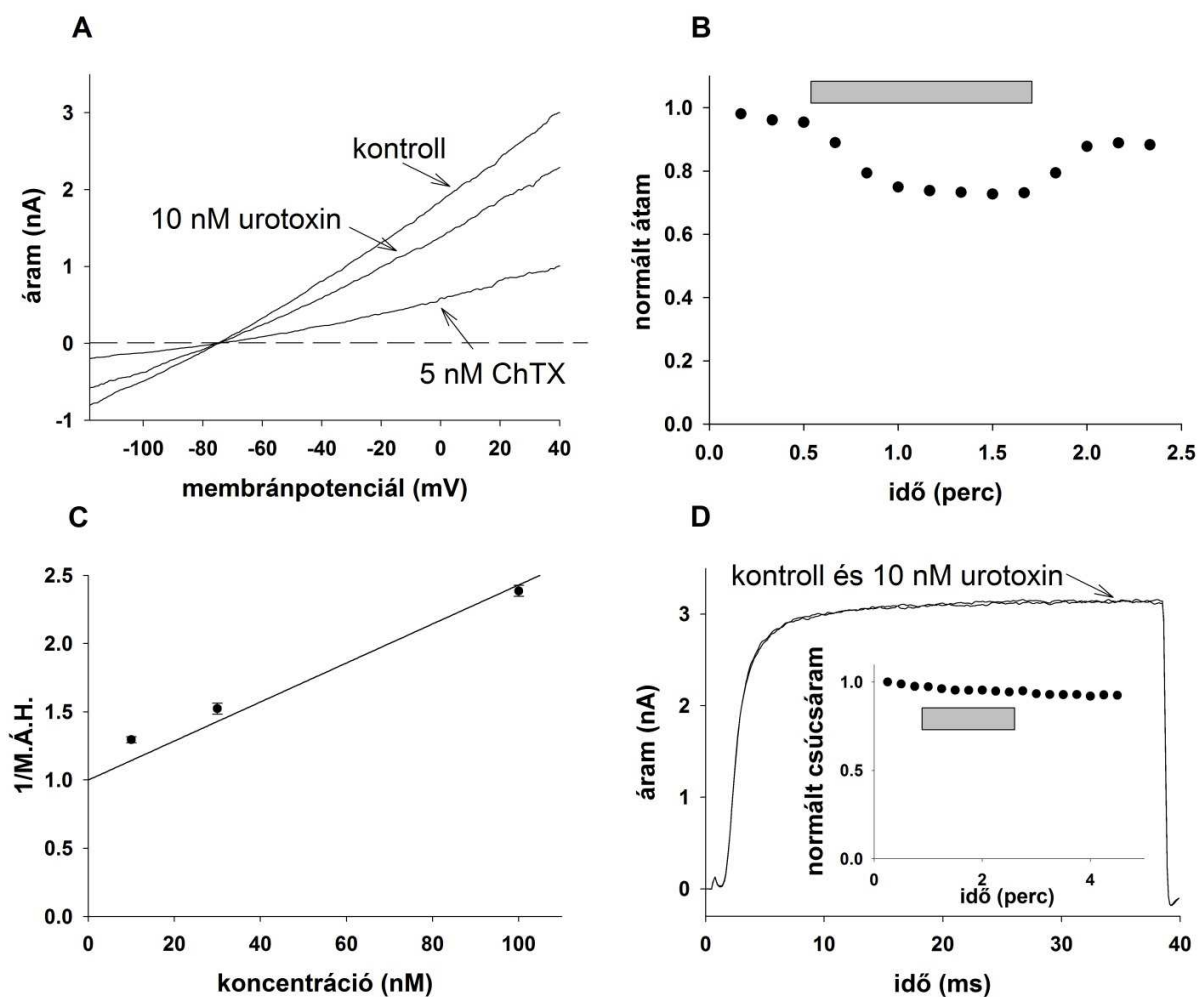 A
áram (nA)
3
2
1
0
-1
kontroll
10 nM urotoxin
5 nM ChTX
-100
-80
-60
-40
-20
0
20
40
membránpotenciál (mV)
B
normált átam
1.0
0.8
0.6
0.4
0.2
0.0
0.0
0.5
1.0
1.5
2.0
2.5
idő (perc)
C
1/M.Á.H.
2.5
2.0
1.5
1.0
0.5
0.0
0
20
40
60
80
100
koncentráció (nM)
D
kontroll és 10 nM urotoxin
áram (nA)
3
2
1
0
normált csúcsáram
1.0
0.5
0.0
0
2
4
idő (perc)
0
10
20
30
40
idő (ms)